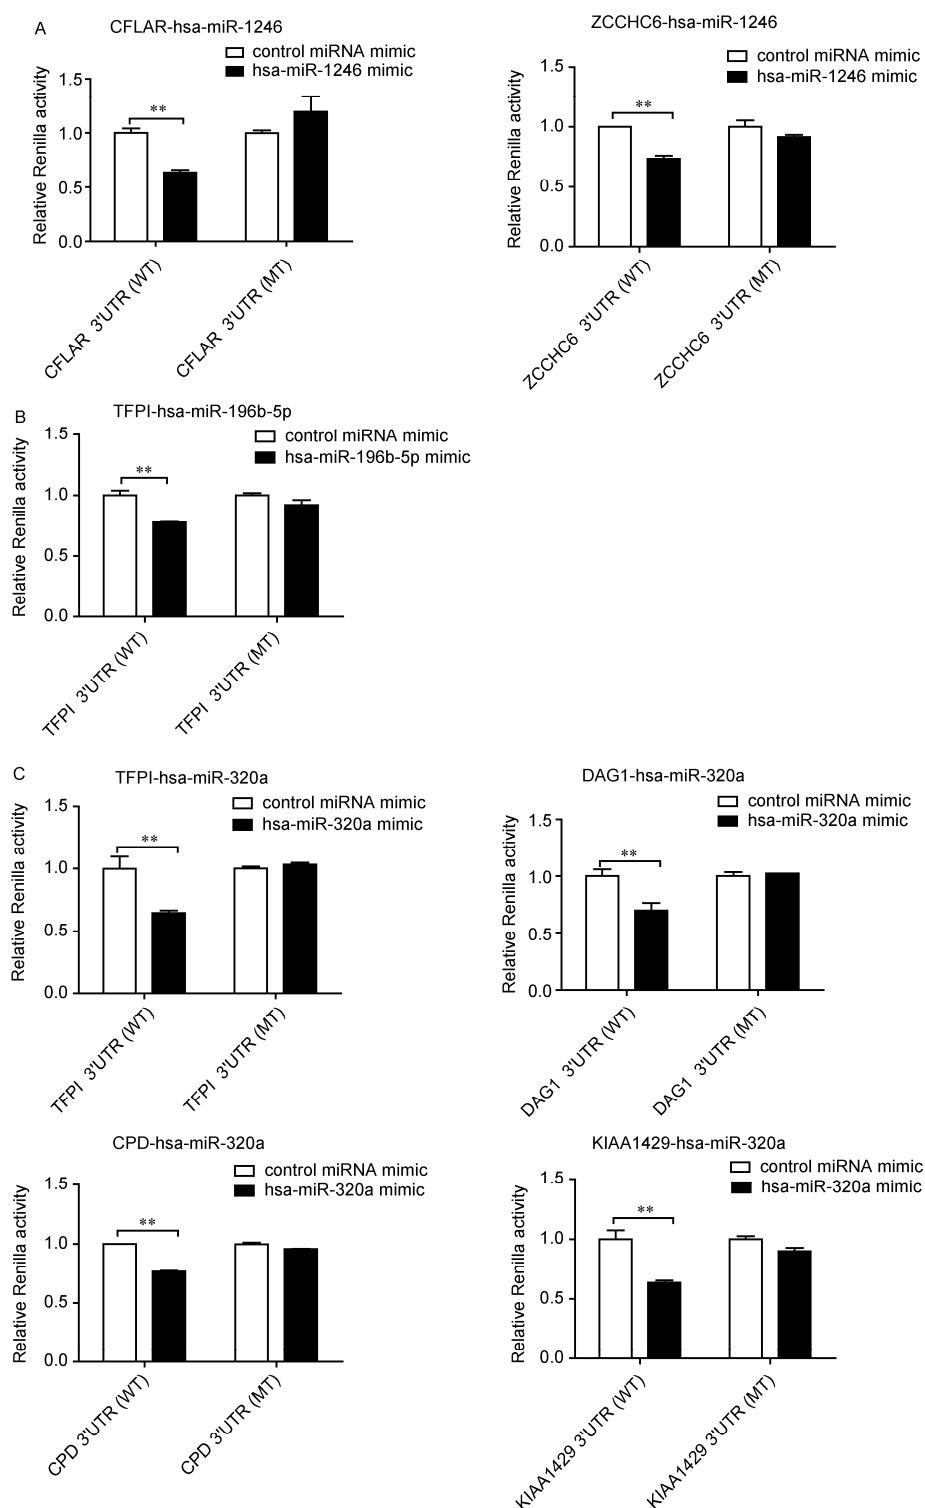 A
CFLAR-hsa-miR-1246
control miRNA mimic
hsa-miR-1246 mimic
Relative Renilla activity
1.5
1.0
0.5
0.0
**
CFLAR 3'UTR (WT)
CFLAR 3'UTR (MT)
ZCCHC6-hsa-miR-1246
control miRNA mimic
hsa-miR-1246 mimic
Relative Renilla activity
1.5
1.0
0.5
0.0
**
ZCCHC6 3'UTR (WT)
ZCCHC6 3'UTR (MT)
B
TFPI-hsa-miR-196b-5p
control miRNA mimic
hsa-miR-196b-5p mimic
Relative Renilla activity
1.5
1.0
0.5
0.0
**
TFPI 3'UTR (WT)
TFPI 3'UTR (MT)
C
TFPI-hsa-miR-320a
control miRNA mimic
hsa-miR-320a mimic
Relative Renilla activity
1.5
1.0
0.5
0.0
**
TFPI 3'UTR (WT)
TFPI 3'UTR (MT)
DAG1-hsa-miR-320a
control miRNA mimic
hsa-miR-320a mimic
Relative Renilla activity
1.5
1.0
0.5
0.0
**
DAG1 3'UTR (WT)
DAG1 3'UTR (MT)
CPD-hsa-miR-320a
control miRNA mimic
hsa-miR-320a mimic
Relative Renilla activity
1.5
1.0
0.5
0.0
**
CPD 3'UTR (WT)
CPD 3'UTR (MT)
KIAA1429-hsa-miR-320a
control miRNA mimic
hsa-miR-320a mimic
Relative Renilla activity
1.5
1.0
0.5
0.0
**
KIAA1429 3'UTR (WT)
KIAA1429 3'UTR (MT)